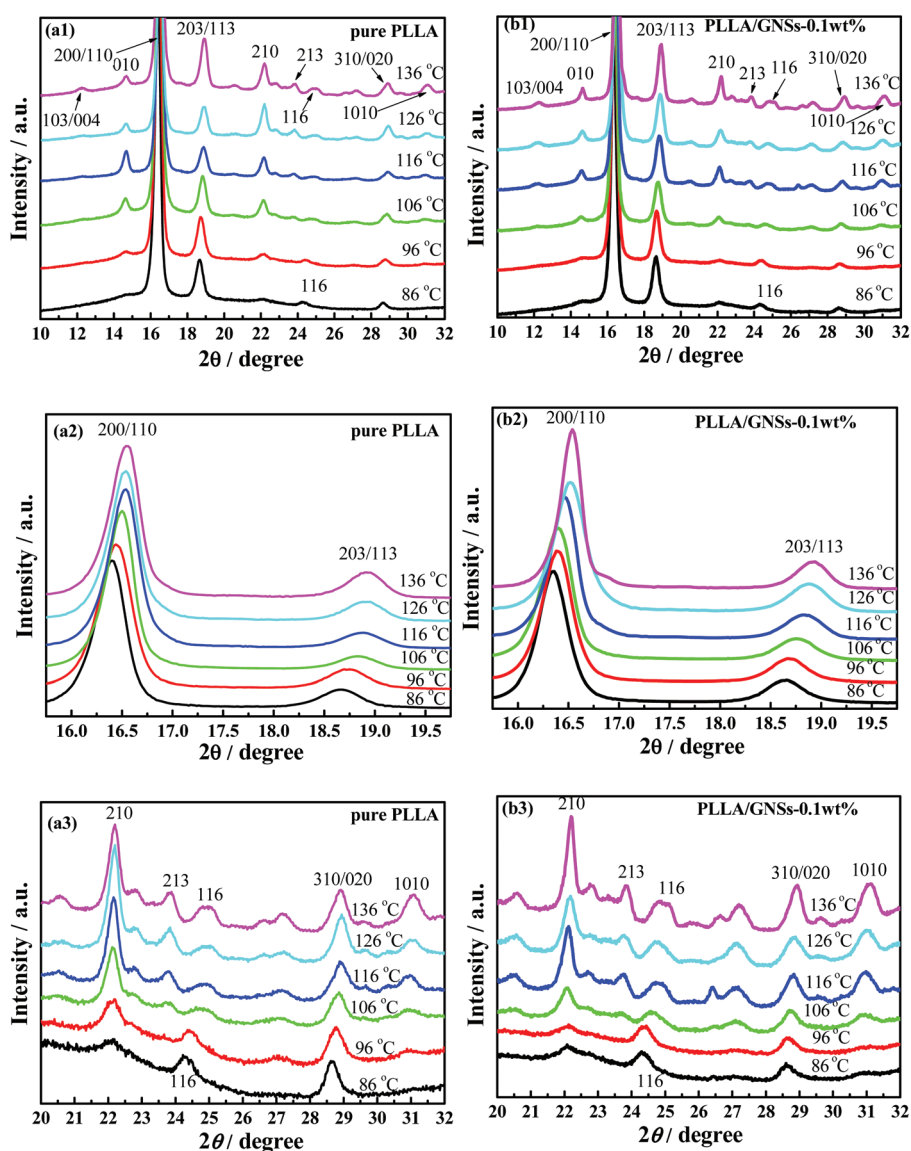 (a1)
pure PLLA
200/110
203/113
010
210
213
310/020
136 °C
103/004
116
1010
126 °C
116 °C
106 °C
96 °C
116
86 °C
Intensity / a.u.
10 12 14 16 18 20 22 24 26 28 30 32
2θ / degree
(b1)
PLLA/GNSs-0.1wt%
203/113
200/110
310/020
210
213
116
136 °C
103/004
010
1010
126 °C
116 °C
106 °C
96 °C
116
86 °C
Intensity / a.u.
10 12 14 16 18 20 22 24 26 28 30 32
2θ / degree
(a2)
200/110
pure PLLA
203/113
136 °C
126 °C
116 °C
106 °C
96 °C
86 °C
Intensity / a.u.
16.0 16.5 17.0 17.5 18.0 18.5 19.0 19.5
2θ / degree
(b2)
200/110
PLLA/GNSs-0.1wt%
203/113
136 °C
126 °C
116 °C
106 °C
96 °C
86 °C
Intensity / a.u.
16.0 16.5 17.0 17.5 18.0 18.5 19.0 19.5
2θ / degree
(a3)
210
pure PLLA
213
116
310/020
1010
136 °C
126 °C
116 °C
106 °C
96 °C
116
86 °C
Intensity / a.u.
20 21 22 23 24 25 26 27 28 29 30 31 32
2θ / degree
(b3)
210
PLLA/GNSs-0.1wt%
213
116
310/020
1010
136 °C
126 °C
116 °C
106 °C
96 °C
86 °C
116
Intensity / a.u.
20 21 22 23 24 25 26 27 28 29 30 31 32
2θ / degree